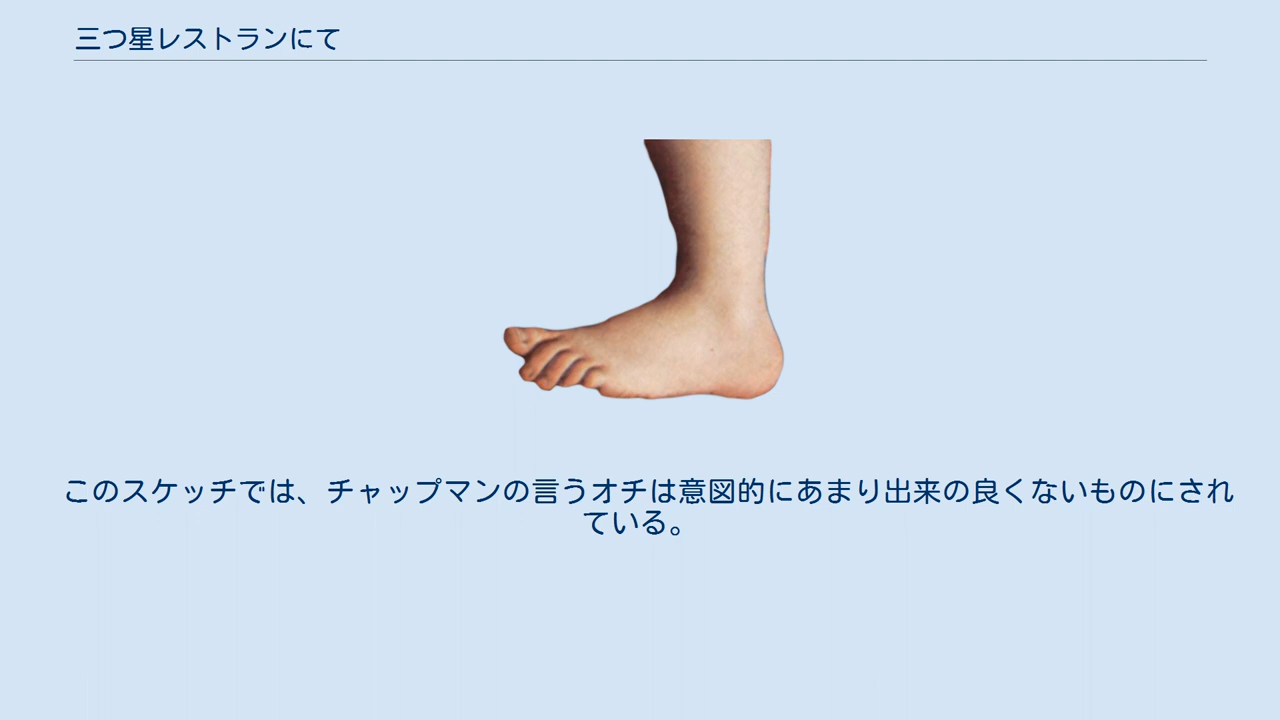 三つ星レストランにて
このスケッチでは、チャップマンの言うオチは意図的にあまり出来の良くないものにされ
ている。